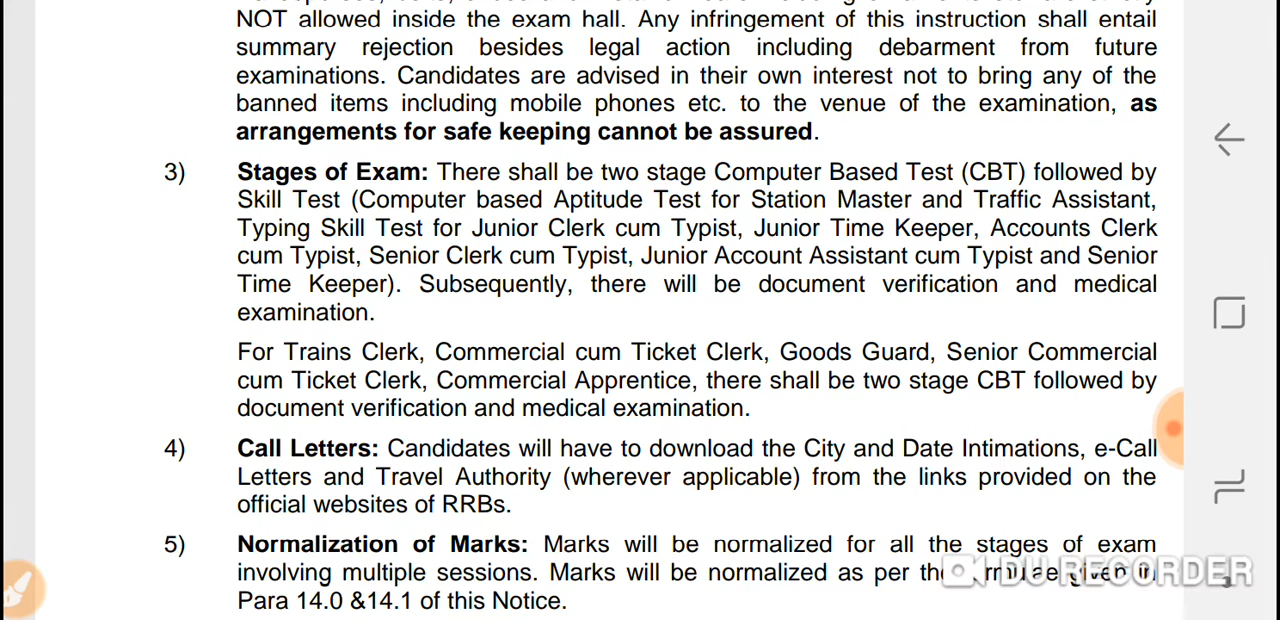 NOT allowed inside the exam hall. Any infringement of this instruction shall entail
summary rejection besides legal action including debarment from future
examinations. Candidates are advised in their own interest not to bring any of the
banned items including mobile phones etc. to the venue of the examination, as
arrangements for safe keeping cannot be assured.
3) Stages of Exam: There shall be two stage Computer Based Test (CBT) followed by
Skill Test (Computer based Aptitude Test for Station Master and Traffic Assistant,
Typing Skill Test for Junior Clerk cum Typist, Junior Time Keeper, Accounts Clerk
cum Typist, Senior Clerk cum Typist, Junior Account Assistant cum Typist and Senior
Time Keeper). Subsequently, there will be document verification and medical
examination.
For Trains Clerk, Commercial cum Ticket Clerk, Goods Guard, Senior Commercial
cum Ticket Clerk, Commercial Apprentice, there shall be two stage CBT followed by
document verification and medical examination.
4) Call Letters: Candidates will have to download the City and Date Intimations, e-Call
Letters and Travel Authority (wherever applicable) from the links provided on the
official websites of RRBs.
5) Normalization of Marks: Marks will be normalized for all the stages of exam
involving multiple sessions. Marks will be normalized as per given in
DU RECORDER
3
Para 14.0 &14.1 of this Notice.